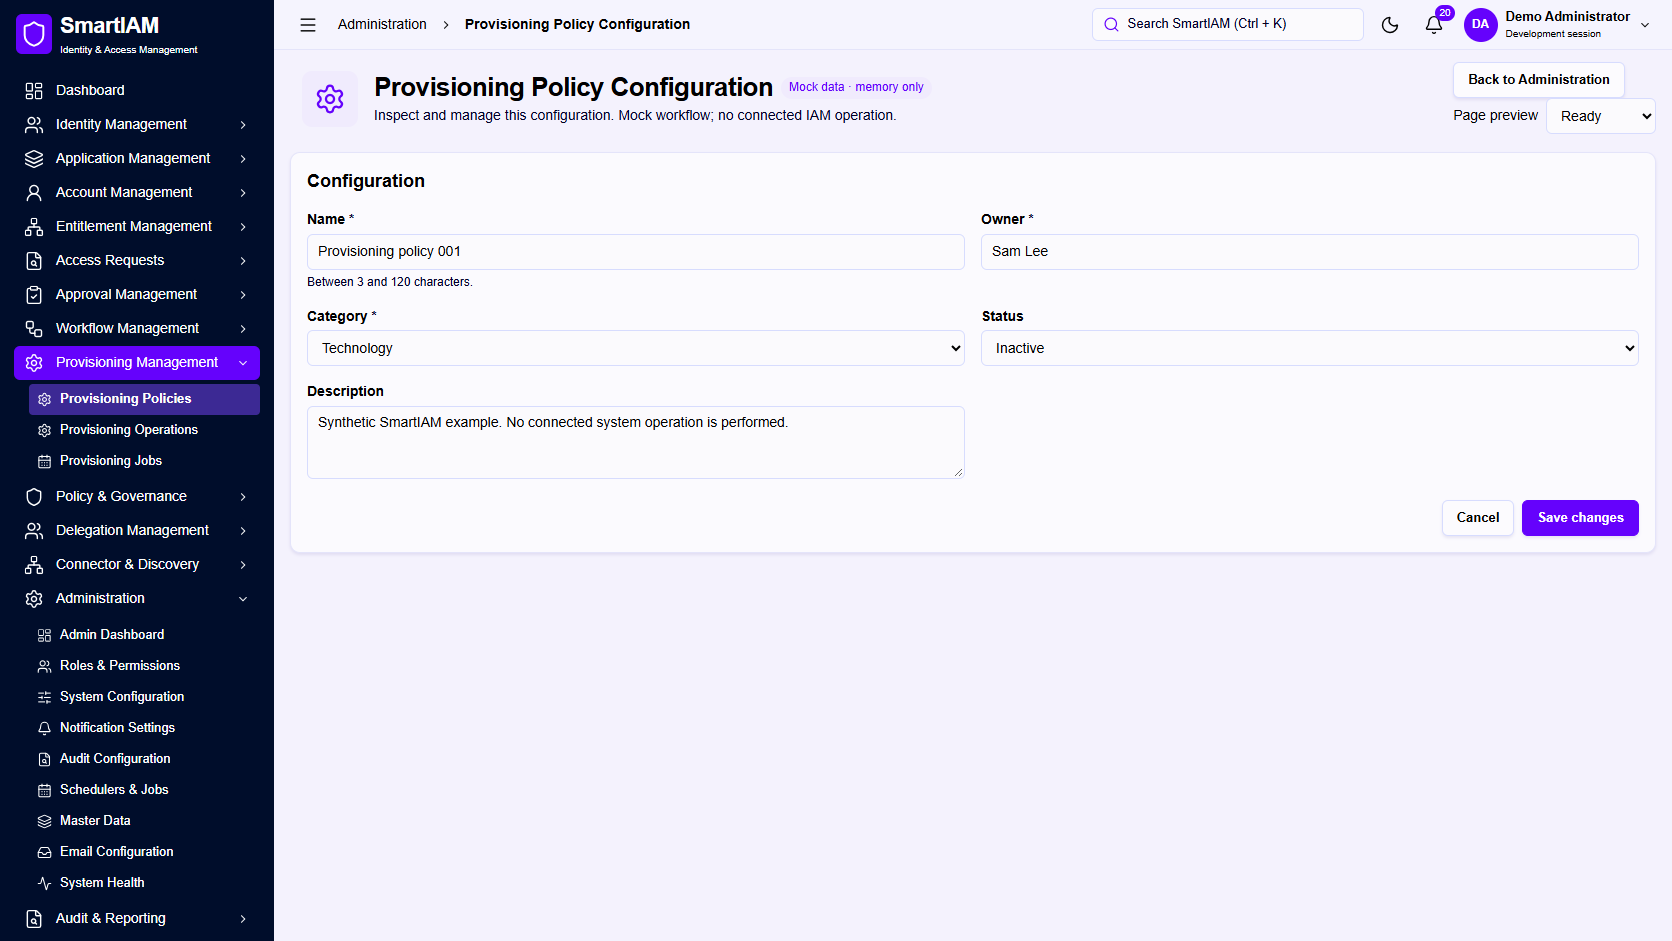 SmartIAM
Identity & Access Management
Dashboard
Identity Management
Application Management
Account Management
Entitlement Management
Access Requests
Approval Management
Workflow Management
Provisioning Management
Provisioning Policies
Provisioning Operations
Provisioning Jobs
Policy & Governance
Delegation Management
Connector & Discovery
Administration
Admin Dashboard
Roles & Permissions
System Configuration
Notification Settings
Audit Configuration
Schedulers & Jobs
Master Data
Email Configuration
System Health
Audit & Reporting
Administration > Provisioning Policy Configuration
Search SmartIAM (Ctrl + K)
20
DA
Demo Administrator
Development session
Provisioning Policy Configuration Mock data · memory only
Inspect and manage this configuration. Mock workflow; no connected IAM operation.
Back to Administration
Page preview Ready
Configuration
Name *
Provisioning policy 001
Between 3 and 120 characters.
Owner *
Sam Lee
Category *
Technology
Status
Inactive
Description
Synthetic SmartIAM example. No connected system operation is performed.
Cancel
Save changes